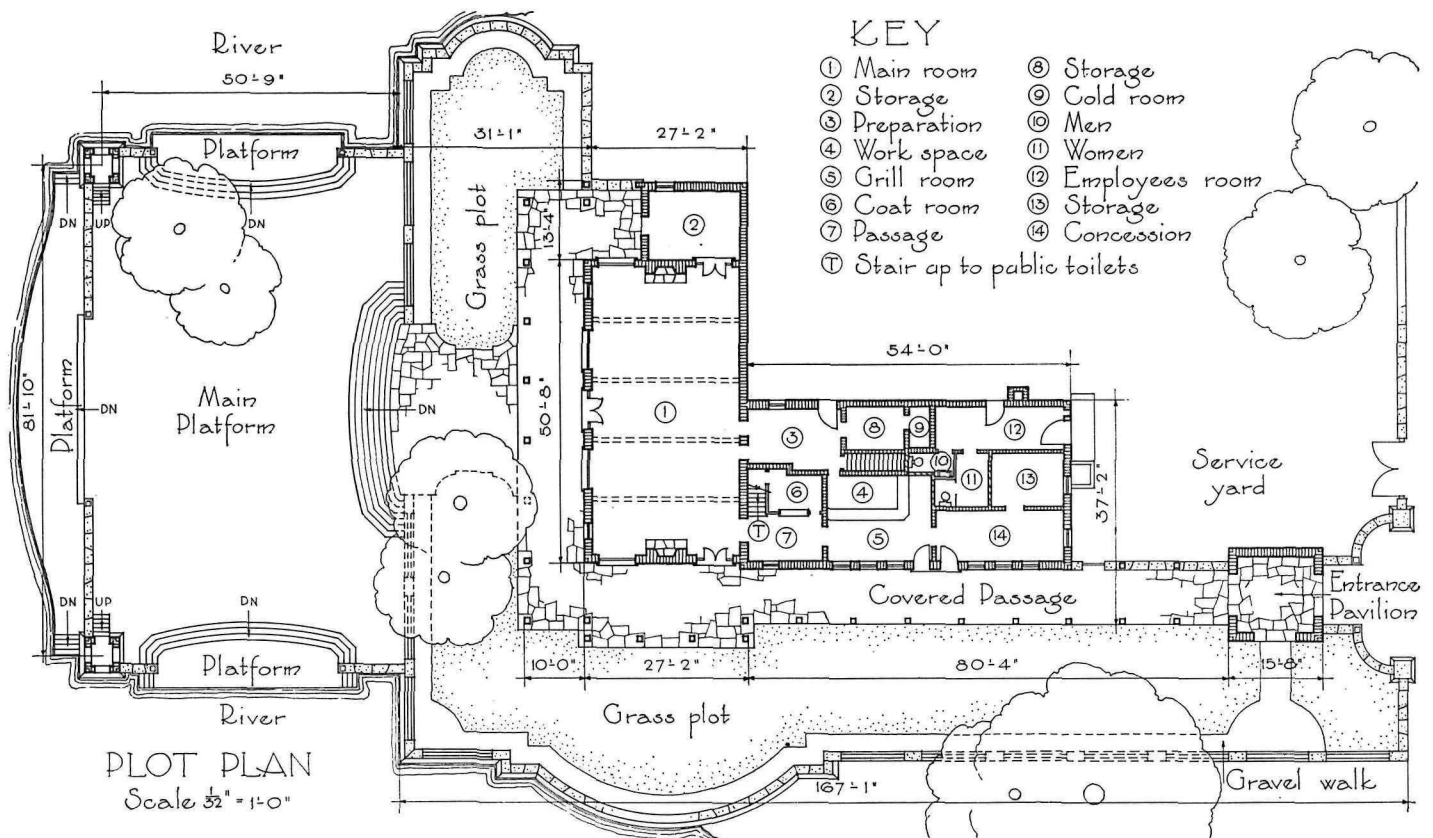 KEY
① Main room
② Storage
③ Preparation
④ Work space
⑤ Grill room
⑥ Coat room
⑦ Passage
Ⓣ Stair up to public toilets
⑧ Storage
⑨ Cold room
⑩ Men
⑪ Women
⑫ Employees room
⑬ Storage
⑭ Concession
River
50'-9"
Platform
31'-1"
27'-2"
DN
UP
DN
Grass plot
13'-4"
②
81'-10"
Platform
DN
Main
Platform
DN
50'-8"
①
54'-0"
③
⑧
⑨
⑫
⑩
⑥
④
⑪
⑬
Ⓣ
⑦
⑤
⑭
37'-2"
Service
yard
Covered Passage
Entrance
Pavilion
DN
UP
DN
Platform
10'-0"
27'-2"
80'-4"
15'-8"
River
Grass plot
Gravel walk
167'-1"
PLOT PLAN
Scale 1/32" = 1'-0"